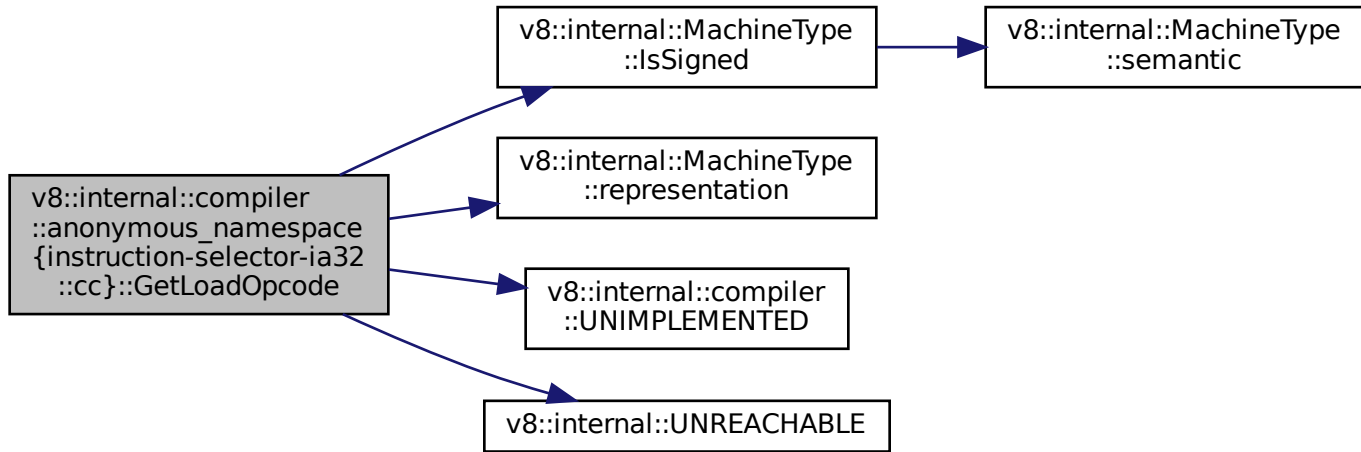 v8::internal::compiler
::anonymous_namespace
{instruction-selector-ia32
::cc}::GetLoadOpcode
v8::internal::MachineType
::IsSigned
v8::internal::MachineType
::semantic
v8::internal::MachineType
::representation
v8::internal::compiler
::UNIMPLEMENTED
v8::internal::UNREACHABLE